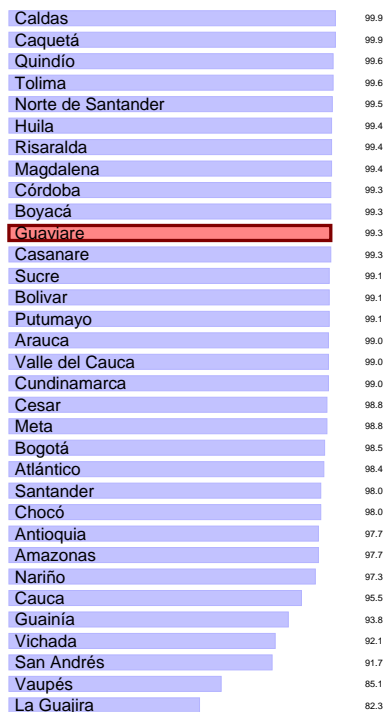 Caldas 99.9
Caquetá 99.9
Quindío 99.6
Tolima 99.6
Norte de Santander 99.5
Huila 99.4
Risaralda 99.4
Magdalena 99.4
Córdoba 99.3
Boyacá 99.3
Guaviare 99.3
Casanare 99.3
Sucre 99.1
Bolivar 99.1
Putumayo 99.1
Arauca 99.0
Valle del Cauca 99.0
Cundinamarca 99.0
Cesar 98.8
Meta 98.8
Bogotá 98.5
Atlántico 98.4
Santander 98.0
Chocó 98.0
Antioquia 97.7
Amazonas 97.7
Nariño 97.3
Cauca 95.5
Guainía 93.8
Vichada 92.1
San Andrés 91.7
Vaupés 85.1
La Guajira 82.3